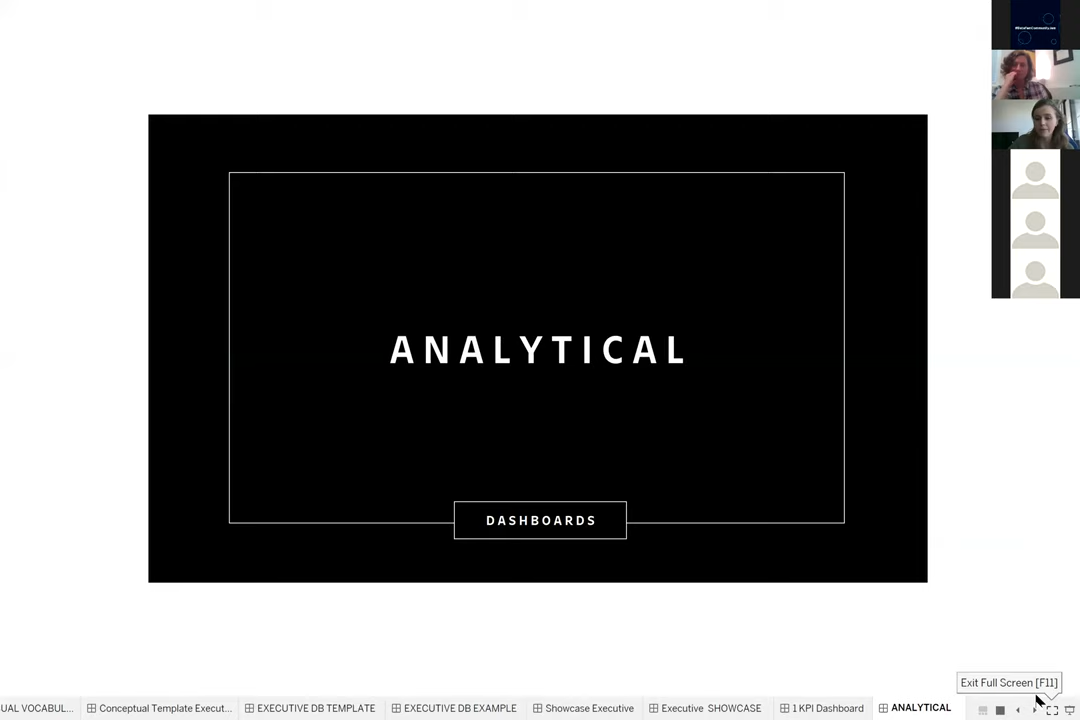 ANALYTICAL
DASHBOARDS
Exit Full Screen [F11]
UAL VOCABUL...
Conceptual Template Execut...
EXECUTIVE DB TEMPLATE
EXECUTIVE DB EXAMPLE
Showcase Executive
Executive SHOWCASE
1 KPI Dashboard
ANALYTICAL